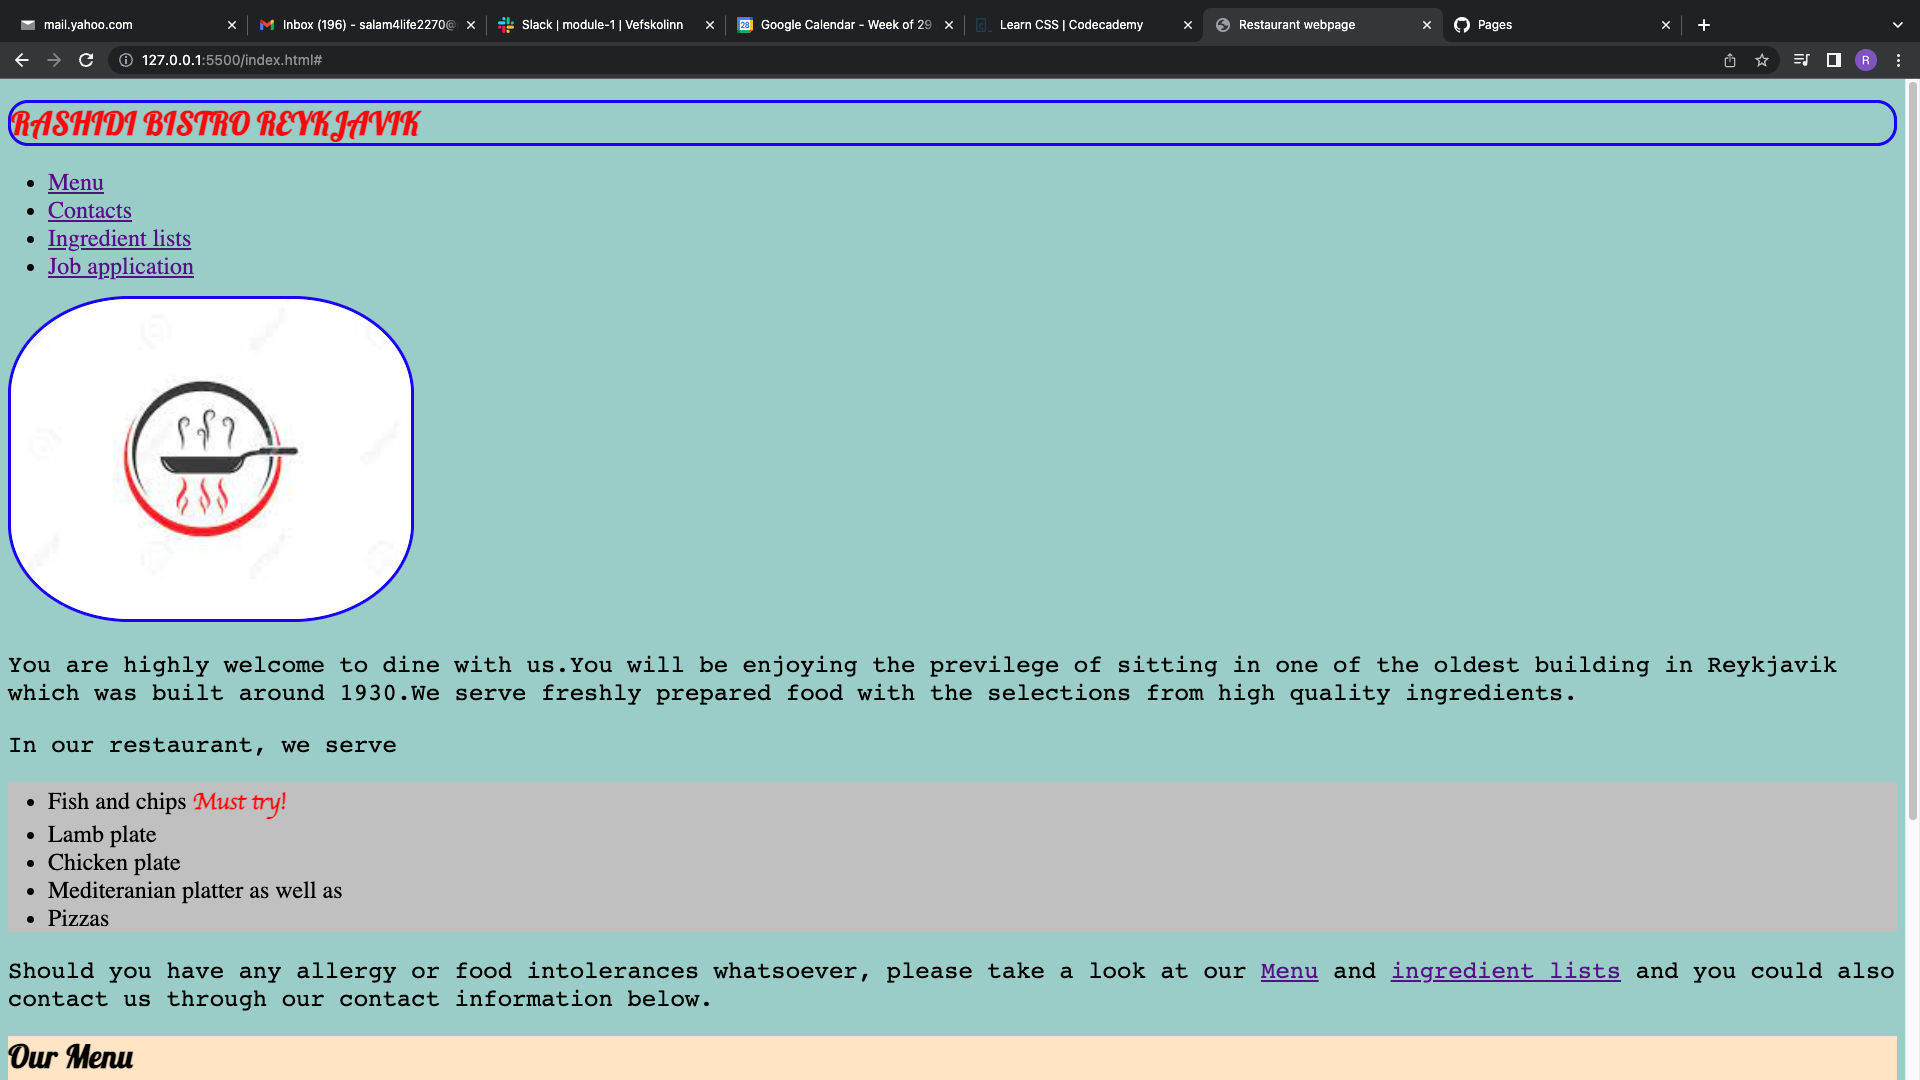 mail.yahoo.com
Inbox (196) - salam4life2270@
Slack | module-1 | Vefskolinn
Google Calendar - Week of 29
Learn CSS | Codecademy
Restaurant webpage
Pages
127.0.0.1:5500/index.html#
R
RASHIDI BISTRO REYKJAVIK
Menu
Contacts
Ingredient lists
Job application
You are highly welcome to dine with us.You will be enjoying the previlege of sitting in one of the oldest building in Reykjavik
which was built around 1930.We serve freshly prepared food with the selections from high quality ingredients.
In our restaurant, we serve
Fish and chips Must try!
Lamb plate
Chicken plate
Mediteranian platter as well as
Pizzas
Should you have any allergy or food intolerances whatsoever, please take a look at our Menu and ingredient lists and you could also
contact us through our contact information below.
Our Menu